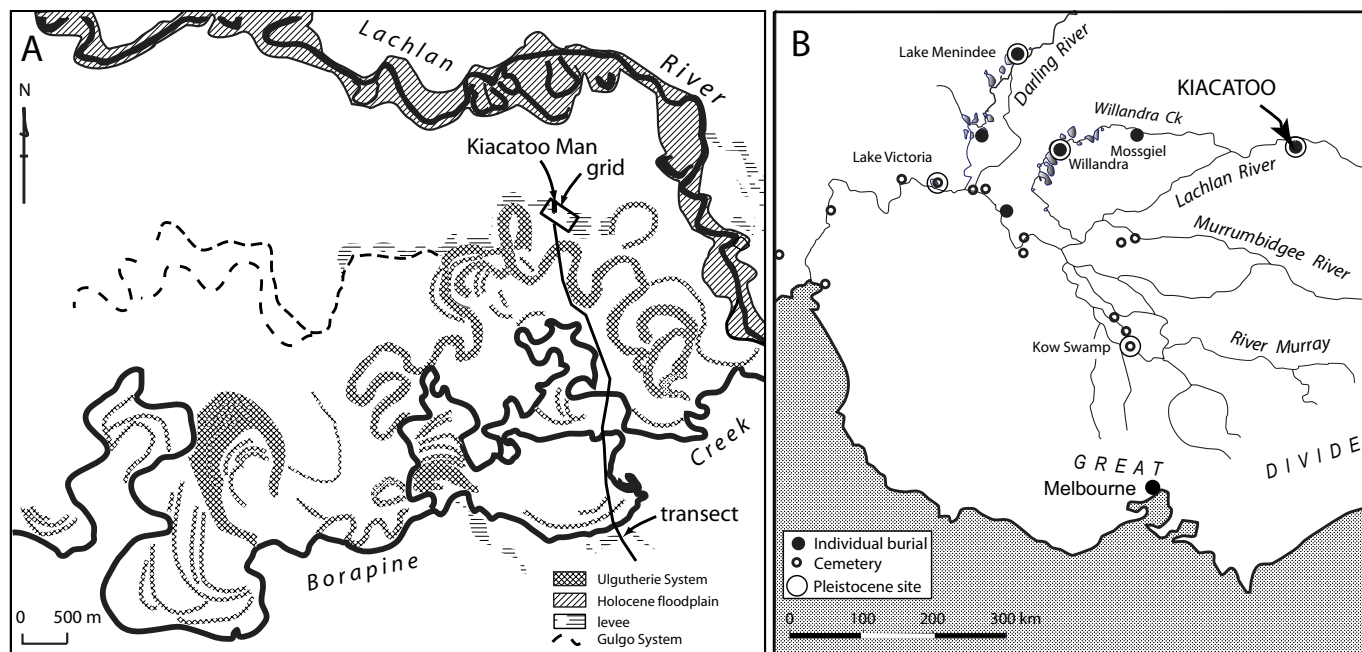 A
Lachlan
River
N
Kiacatoo Man
grid
Creek
transect
Borapine
Ulgutherie System
Holocene floodplain
levee
Gulgo System
0 500 m
B
Lake Menindee
Darling River
KIACATOO
Willandra Ck
Mossgiel
Lake Victoria
Willandra
Lachlan River
Murrumbidgee
River
Kow Swamp
River Murray
GREAT
DIVIDE
Melbourne
Individual burial
Cemetery
Pleistocene site
0 100 200 300 km